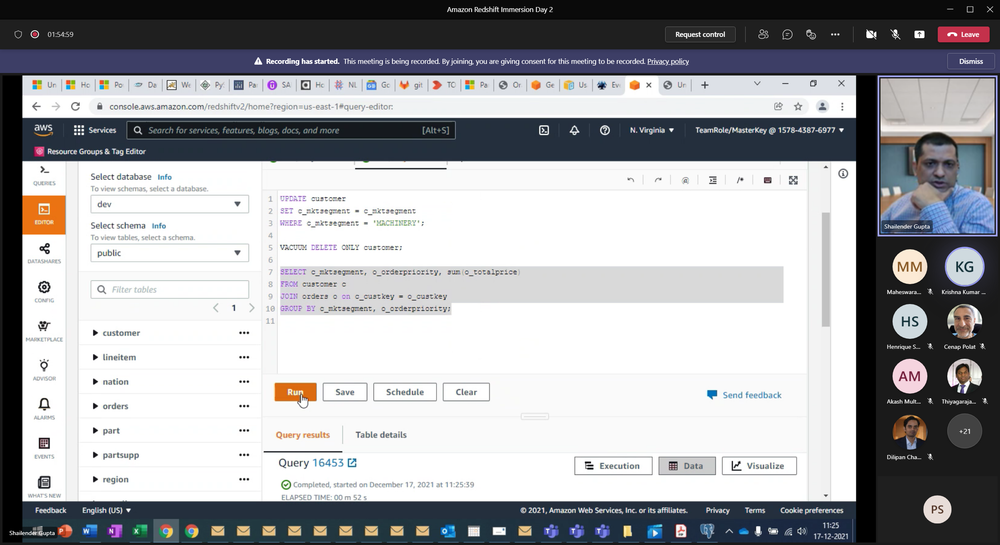 Amazon Redshift Immersion Day 2
01:54:59
Request control
Leave
Recording has started. This meeting is being recorded. By joining, you are giving consent for this meeting to be recorded. Privacy policy
Dismiss
Un
Ho
Po
Da
We
PyS
Par
SA
Ho
NL
Go
git
TO
Pa
Or
Ge
Us
Eve
Un
console.aws.amazon.com/redshiftv2/home?region=us-east-1#query-editor:
aws
Services
Search for services, features, blogs, docs, and more
[Alt+S]
N. Virginia
TeamRole/MasterKey @ 1578-4387-6977
Resource Groups & Tag Editor
QUERIES
EDITOR
DATASHARES
CONFIG
MARKETPLACE
ADVISOR
ALARMS
EVENTS
WHAT'S NEW
Select database Info
To view schemas, select a database.
dev
Select schema Info
To view tables, select a schema.
public
Filter tables
1
customer
lineitem
nation
orders
part
partsupp
region
@
/*
1 UPDATE customer
2 SET c_mktsegment = c_mktsegment
3 WHERE c_mktsegment = 'MACHINERY';
4
5 VACUUM DELETE ONLY customer;
6
7 SELECT c_mktsegment, o_orderpriority, sum(o_totalprice)
8 FROM customer c
9 JOIN orders o on c_custkey = o_custkey
10 GROUP BY c_mktsegment, o_orderpriority;
11
Run
Save
Schedule
Clear
Send feedback
Query results
Table details
Query 16453
Execution
Data
Visualize
Completed, started on December 17, 2021 at 11:25:39
ELAPSED TIME: 00 m 52 s
Feedback
English (US)
© 2021, Amazon Web Services, Inc. or its affiliates.
Privacy
Terms
Cookie preferences
Shailender Gupta
11:25
17-12-2021
Shailender Gupta
MM
Maheswara...
KG
Krishna Kumar ...
HS
Henrique S...
Cenap Polat
AM
Akash Mult...
Thiyagaraja...
Dilipan Cha...
+21
PS